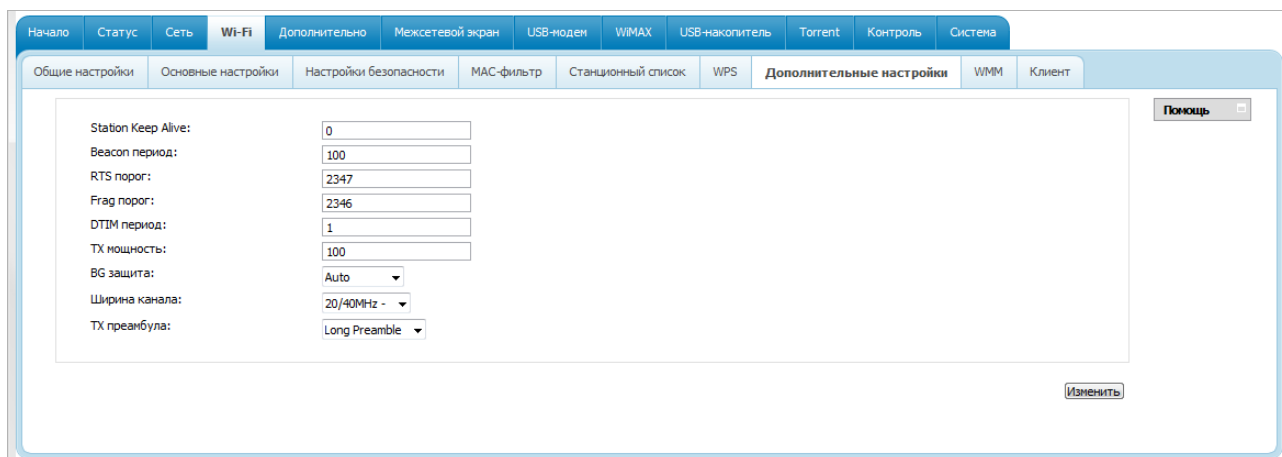 Начало Статус Сеть Wi-Fi Дополнительно Межсетевой экран USB-модем WiMAX USB-накопитель Torrent Контроль Система
Общие настройки Основные настройки Настройки безопасности MAC-фильтр Станционный список WPS Дополнительные настройки WMM Клиент
Помощь
Station Keep Alive: 0
Beacon период: 100
RTS порог: 2347
Frag порог: 2346
DTIM период: 1
TX мощность: 100
BG защита: Auto
Ширина канала: 20/40MHz -
TX преамбула: Long Preamble
Изменить